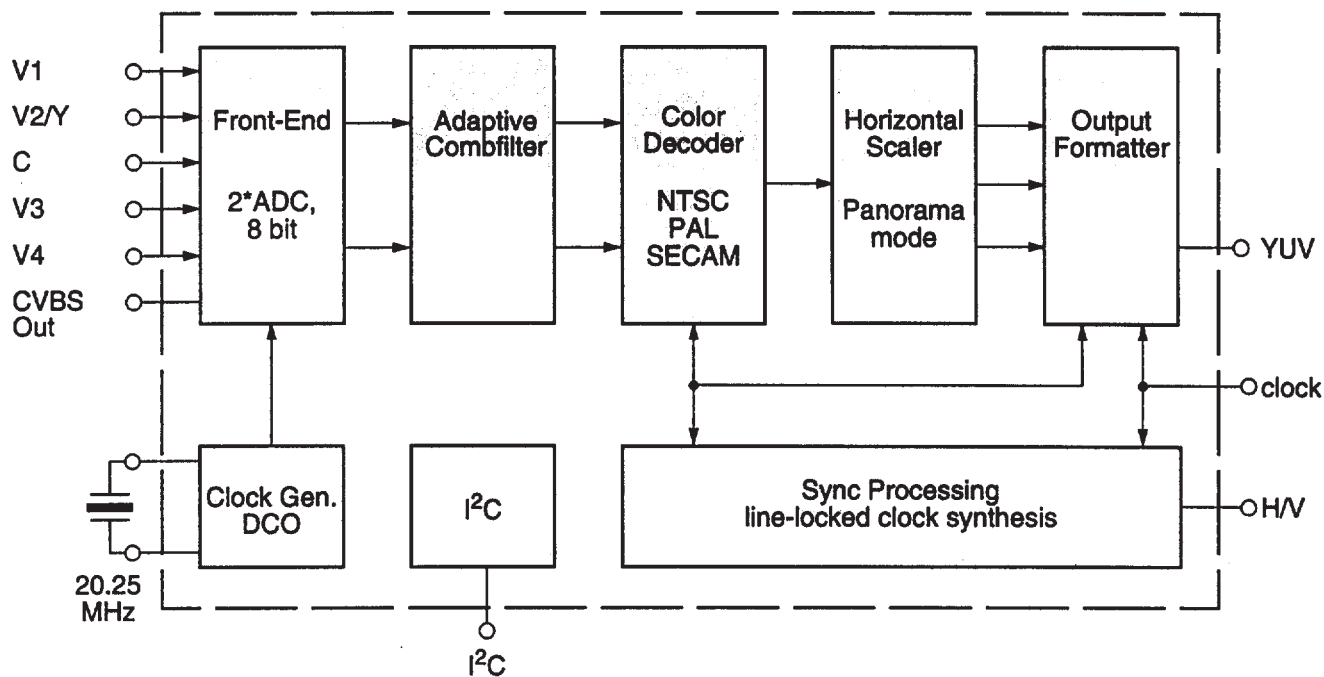 V1
V2/Y
C
V3
V4
CVBS
Out
Front-End
2*ADC,
8 bit
Adaptive
Combfilter
Color
Decoder
NTSC
PAL
SECAM
Horizontal
Scaler
Panorama
mode
Output
Formatter
YUV
clock
H/V
Clock Gen.
DCO
20.25
MHz
I²C
I²C
Sync Processing
line-locked clock synthesis